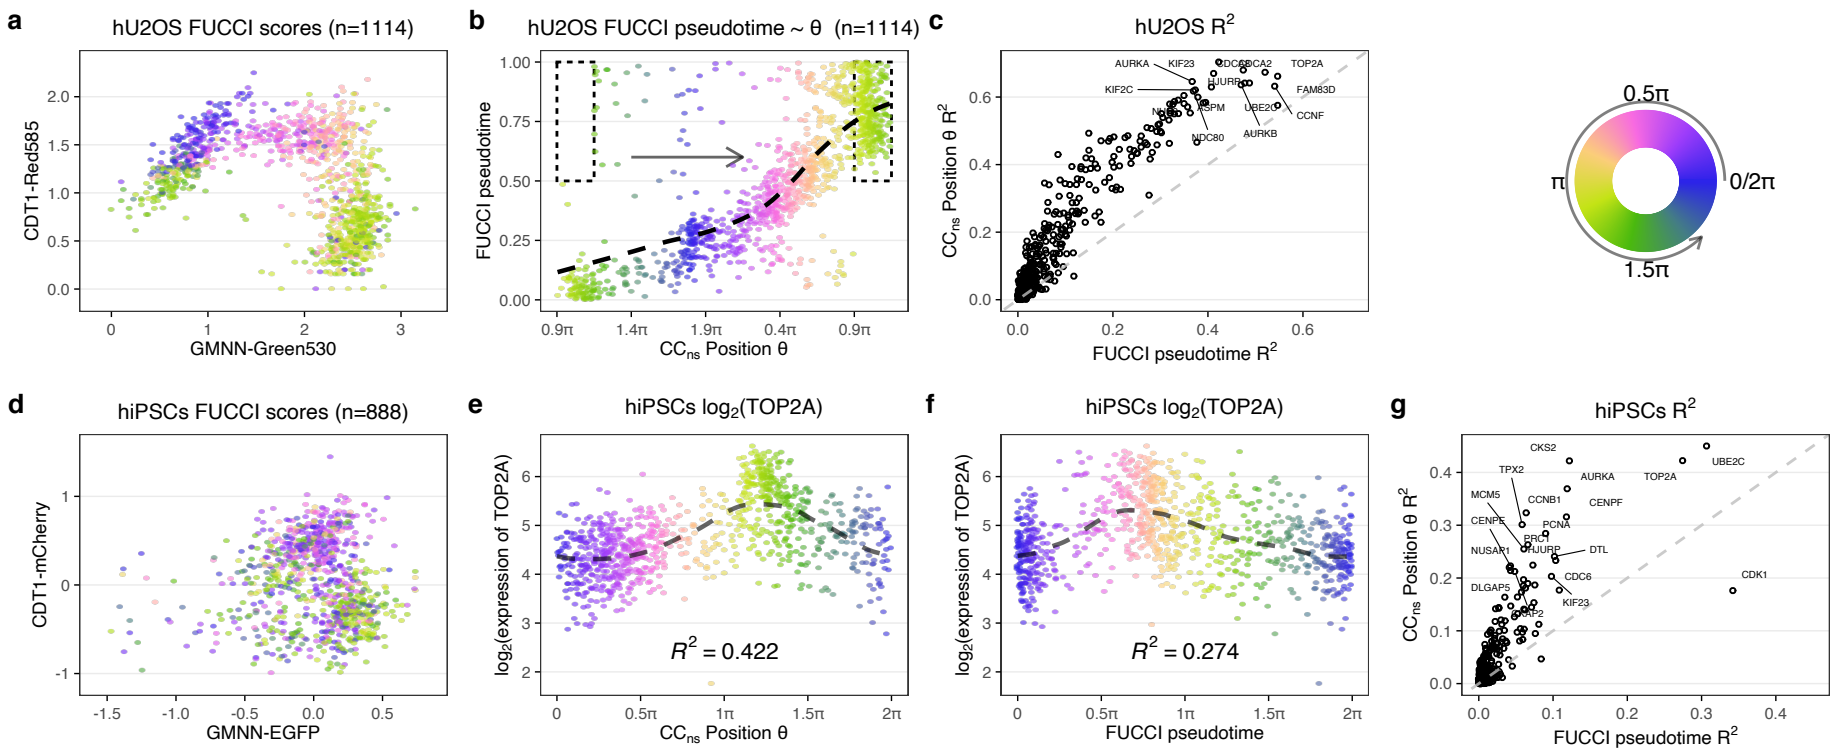 a
hU2OS FUCCI scores (n=1114)
CDT1-Red585
2.0
1.5
1.0
0.5
0.0
0
1
2
3
GMNN-Green530
b
hU2OS FUCCI pseudotime ~ θ (n=1114)
FUCCI pseudotime
1.00
0.75
0.50
0.25
0.00
0.9π
1.4π
1.9π
0.4π
0.9π
CCns Position θ
c
hU2OS R²
CCns Position θ R²
0.6
0.4
0.2
0.0
AURKA
KIF23
CDCA8
CDCA2
TOP2A
KIF2C
HJURP
FAM83D
ASPM
UBE2C
CCNF
NDC80
AURKB
0.0
0.2
0.4
0.6
FUCCI pseudotime R²
0.5π
π
0/2π
1.5π
d
hiPSCs FUCCI scores (n=888)
CDT1-mCherry
1
0
-1
-1.5
-1.0
-0.5
0.0
0.5
GMNN-EGFP
e
hiPSCs log₂(TOP2A)
log₂(expression of TOP2A)
6
5
4
3
2
R² = 0.422
0
0.5π
1π
1.5π
2π
CCns Position θ
f
hiPSCs log₂(TOP2A)
log₂(expression of TOP2A)
6
5
4
3
2
R² = 0.274
0
0.5π
1π
1.5π
2π
FUCCI pseudotime
g
hiPSCs R²
CCns Position θ R²
0.4
0.3
0.2
0.1
0.0
CKS2
UBE2C
TPX2
AURKA
TOP2A
MCM5
CCNB1
CENPF
CENPE
PCNA
PRC1
NUSAP1
HJURP
DTL
CDC6
CDK1
DLGAP5
KIF23
0.0
0.1
0.2
0.3
0.4
FUCCI pseudotime R²